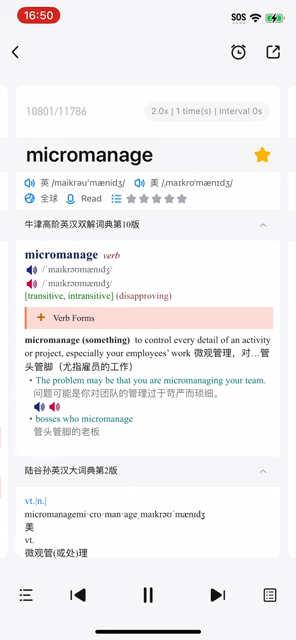 16:50
SOS
10801/11786
2.0x | 1 time(s) | Interval 0s
micromanage
英 /maikrəu'mænidʒ/ 美 /ˌmaɪkroˈmænɪdʒ/
全球 Read
牛津高阶英汉双解词典第10版
micromanage verb
/ˈmaɪkrəʊmænɪdʒ/
/ˈmaɪkrəʊmænɪdʒ/
[transitive, intransitive] (disapproving)
+ Verb Forms
micromanage (something) to control every detail of an activity
or project, especially your employees’ work 微观管理，对…管
头管脚（尤指雇员的工作）
• The problem may be that you are micromanaging your team.
问题可能是你对团队的管理过于苛严而琐细。
• bosses who micromanage
管头管脚的老板
陆谷孙英汉大词典第2版
vt.|n.|
micromanagemi·cro·man·age ̩maɪkrəʊˈmænɪdʒ
美
vt.
微观管(或处)理